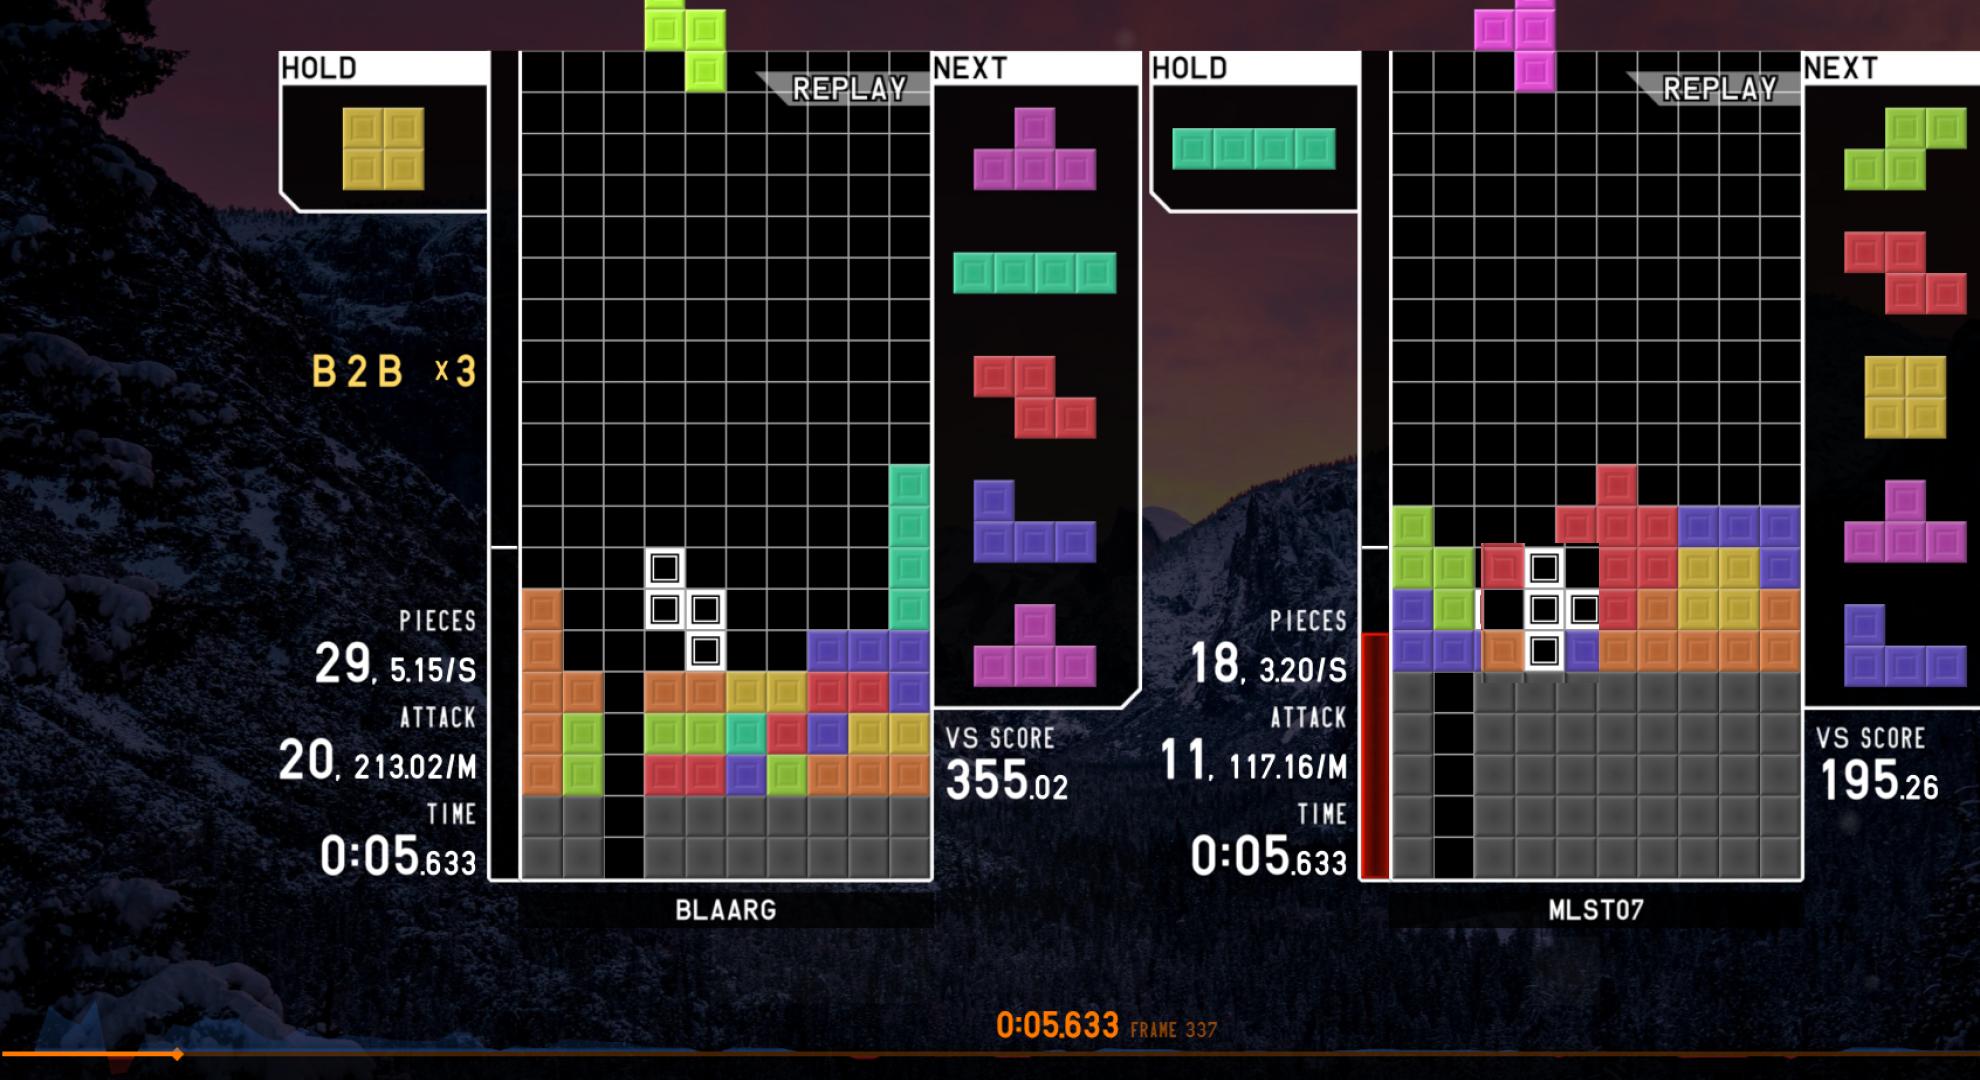 HOLD
REPLAY
NEXT
B2B ×3
PIECES
29, 5.15/S
ATTACK
20, 213.02/M
TIME
0:05.633
VS SCORE
355.02
BLAARG
HOLD
REPLAY
NEXT
PIECES
18, 3.20/S
ATTACK
11, 117.16/M
TIME
0:05.633
VS SCORE
195.26
MLST07
0:05.633 FRAME 337